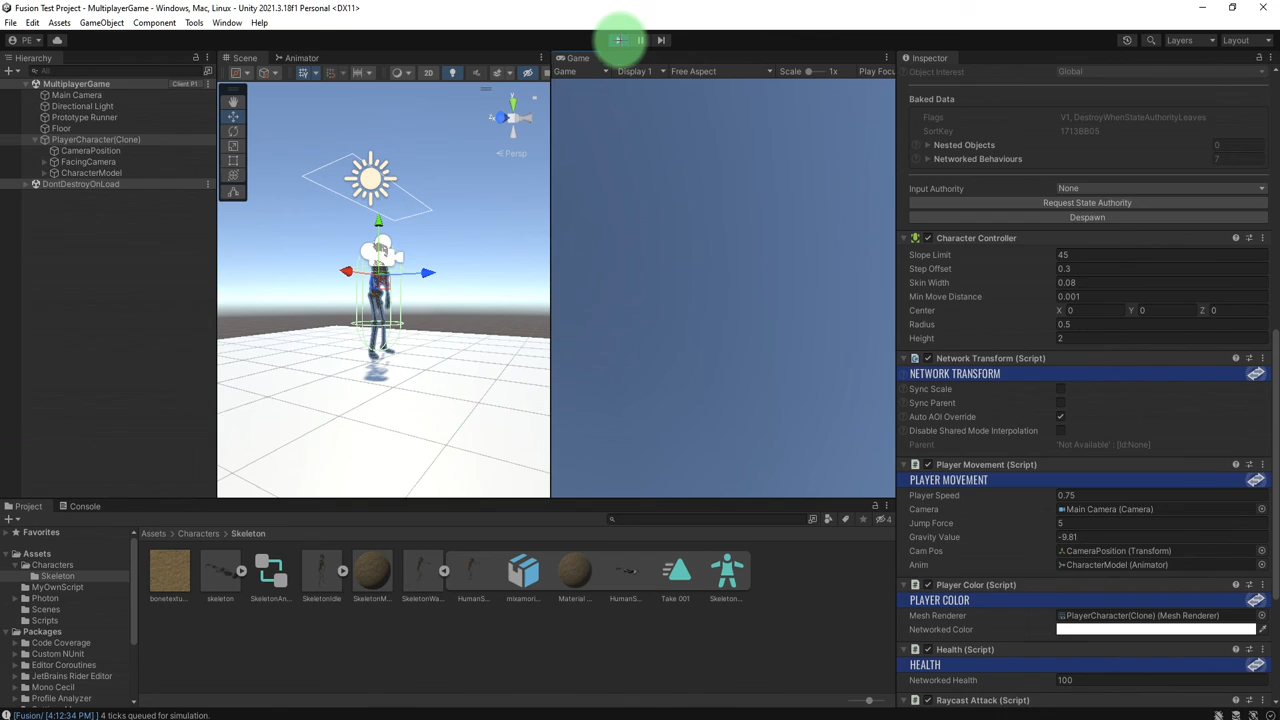 Fusion Test Project - MultiplayerGame - Windows, Mac, Linux - Unity 2021.3.18f1 Personal <DX11>
File Edit Assets GameObject Component Tools Window Help
PE Layers Layout
Hierarchy Scene Animator Game Inspector
All 2D Game Display 1 Free Aspect Scale 1x Play Focu Object Interest Global
MultiplayerGame Client P1
Main Camera
Directional Light
Prototype Runner
Floor
PlayerCharacter(Clone)
CameraPosition
FacingCamera
CharacterModel
DontDestroyOnLoad
Persp
Baked Data
Flags V1, DestroyWhenStateAuthorityLeaves
SortKey 1713BB05
Nested Objects 0
Networked Behaviours 7
Input Authority None
Request State Authority
Despawn
Character Controller
Slope Limit 45
Step Offset 0.3
Skin Width 0.08
Min Move Distance 0.001
Center X 0 Y 0 Z 0
Radius 0.5
Height 2
Network Transform (Script)
NETWORK TRANSFORM
Sync Scale
Sync Parent
Auto AOI Override
Disable Shared Mode Interpolation
Parent 'Not Available' : [Id:None]
Player Movement (Script)
PLAYER MOVEMENT
Player Speed 0.75
Camera Main Camera (Camera)
Jump Force 5
Gravity Value -9.81
Cam Pos CameraPosition (Transform)
Anim CharacterModel (Animator)
Player Color (Script)
PLAYER COLOR
Mesh Renderer PlayerCharacter(Clone) (Mesh Renderer)
Networked Color
Health (Script)
HEALTH
Networked Health 100
Raycast Attack (Script)
Project Console
4
Favorites
Assets
Characters
Skeleton
MyOwnScript
Photon
Scenes
Scripts
Packages
Code Coverage
Custom NUnit
Editor Coroutines
JetBrains Rider Editor
Mono Cecil
Profile Analyzer
Assets > Characters > Skeleton
bonetextu... skeleton SkeletonAn... SkeletonIdle SkeletonM... SkeletonWa... HumanS... mixamori... Material ... HumanS... Take 001 Skeleton...
[Fusion/ [4:12:34 PM] ] 4 ticks queued for simulation.